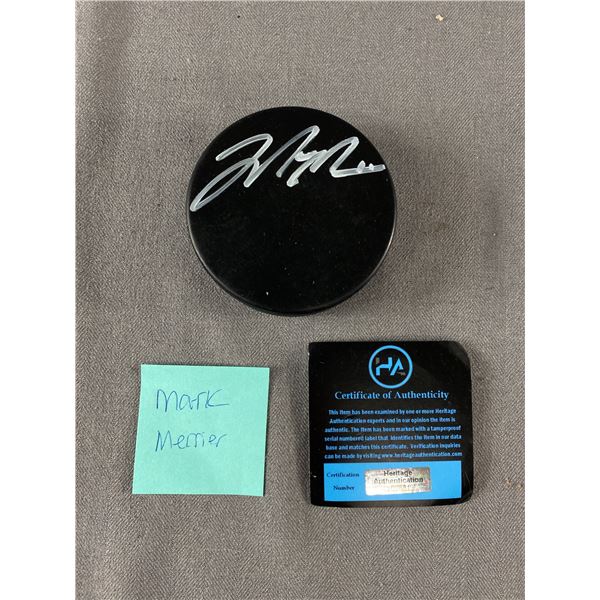 Mark
Merrier
HA
Certificate of Authenticity
This item has been examined by one or more Heritage
Authentication experts and in our opinion the item is
authentic. The item has been marked with a tamperproof
serial numbered label that identifies the item in our data
base and matches this certificate. Verification inquiries
can be made by visiting www.heritageauthentication.com
Certification
Number
Heritage
Authentication